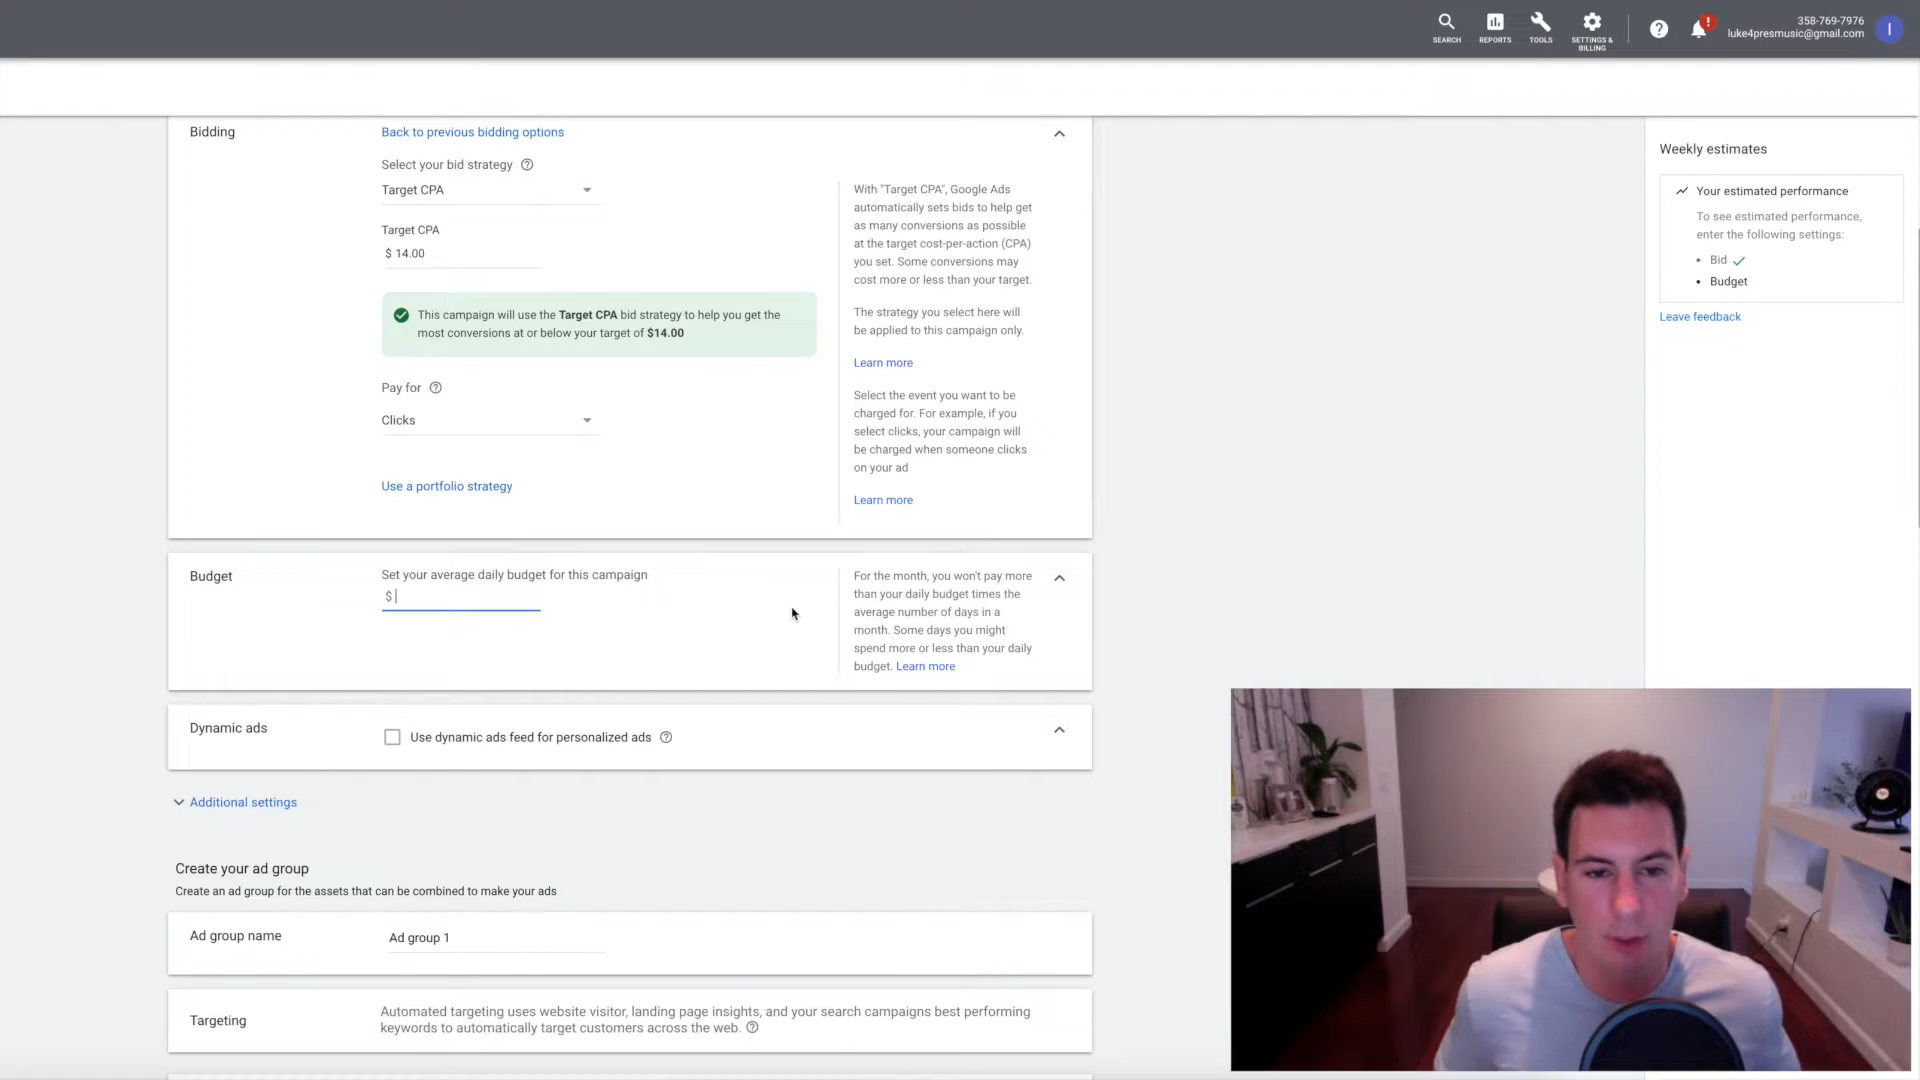 SEARCH
REPORTS
TOOLS
SETTINGS &
BILLING
!
358-769-7976
luke4presmusic@gmail.com
I
Bidding
Back to previous bidding options
Select your bid strategy
Target CPA
Target CPA
$ 14.00
This campaign will use the Target CPA bid strategy to help you get the
most conversions at or below your target of $14.00
Pay for
Clicks
Use a portfolio strategy
With "Target CPA", Google Ads
automatically sets bids to help get
as many conversions as possible
at the target cost-per-action (CPA)
you set. Some conversions may
cost more or less than your target.
The strategy you select here will
be applied to this campaign only.
Learn more
Select the event you want to be
charged for. For example, if you
select clicks, your campaign will
be charged when someone clicks
on your ad
Learn more
Weekly estimates
Your estimated performance
To see estimated performance,
enter the following settings:
• Bid
• Budget
Leave feedback
Budget
Set your average daily budget for this campaign
$
For the month, you won't pay more
than your daily budget times the
average number of days in a
month. Some days you might
spend more or less than your daily
budget. Learn more
Dynamic ads
Use dynamic ads feed for personalized ads
Additional settings
Create your ad group
Create an ad group for the assets that can be combined to make your ads
Ad group name
Ad group 1
Targeting
Automated targeting uses website visitor, landing page insights, and your search campaigns best performing
keywords to automatically target customers across the web.